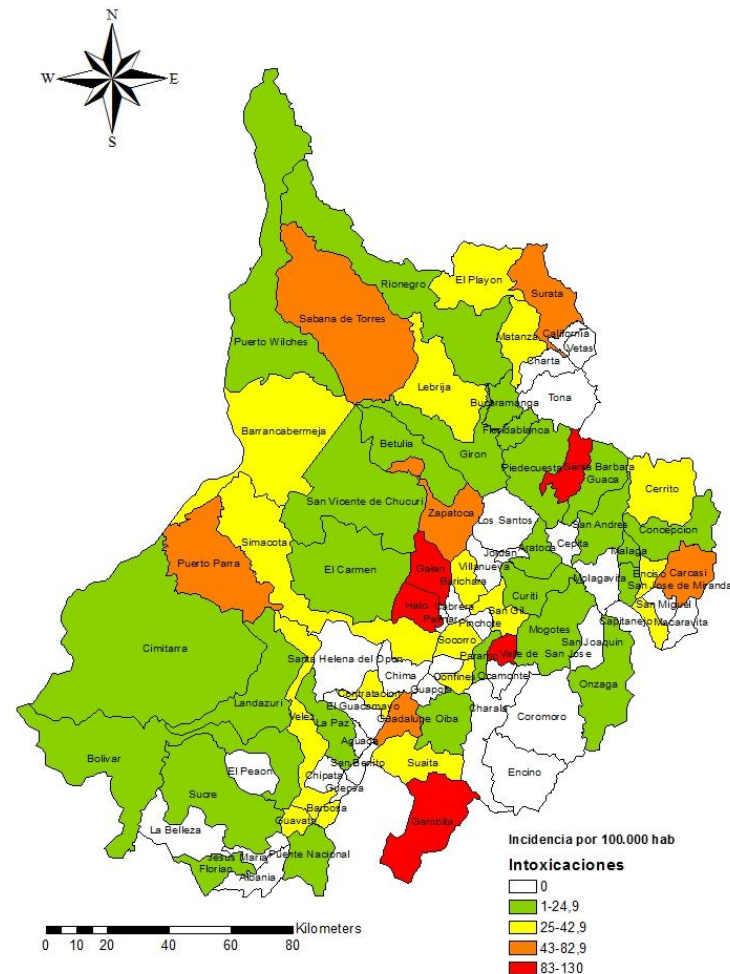 N
W E
S
El Playon
Surata
Rionegro
Sabana de Torres
California
Matanza
Vetas
Puerto Wilches
Charta
Lebrija
Tona
Bucaramanga
Barrancabermeja
Floridablanca
Betulia
Giron
Piedecuesta
Santa Barbara
Guaca
Cerrito
San Vicente de Chucuri
Zapatoca
Los Santos
San Andres
Concepcion
Simacota
Cepita
Jordan
Aratoca
Malaga
Puerto Parra
El Carmen
Galan
Villanueva
Enciso
Carcasi
Barichara
Molagavita
San Jose de Miranda
Curiti
Hato
Cabrera
San Miguel
San Gil
Palmar
Pinchote
Capitanejo
Macaravita
Mogotes
Cimitarra
Socorro
Paramo
Valle de San Jose
San Joaquin
Santa Helena del Opon
Chima
Confines
Ocamonte
Onzaga
Contratacion
Guapota
Landazuri
El Guacamayo
Charala
Velez
La Paz
Guadalupe
Oiba
Coromoro
Aguada
Bolivar
San Benito
Suaita
El Peaon
Chipata
Encino
Guepsa
Sucre
Barbosa
Guavata
Gambita
La Belleza
Jesus Maria
Puente Nacional
Florian
Albania
Incidencia por 100.000 hab
Intoxicaciones
0
1-24,9
25-42,9
43-82,9
83-130
Kilometers
0 10 20 40 60 80